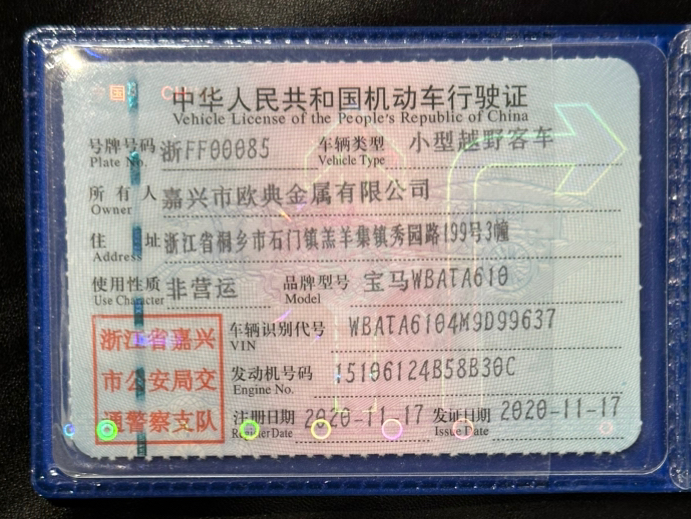 中华人民共和国机动车行驶证
Vehicle License of the People's Republic of China
号牌号码 浙FF00085 车辆类型 小型越野客车
Plate No. Vehicle Type
所有人 嘉兴市欧典金属有限公司
Owner
住址 浙江省桐乡市石门镇羔羊集镇秀园路199号3幢
Address
使用性质 非营运 品牌型号 宝马WBATA610
Use Character Model
浙江省嘉兴
市公安局交
通警察支队
车辆识别代号 WBATA6104M9D99637
VIN
发动机号码 15106124B58B30C
Engine No.
注册日期 2020-11-17 发证日期 2020-11-17
Register Date Issue Date